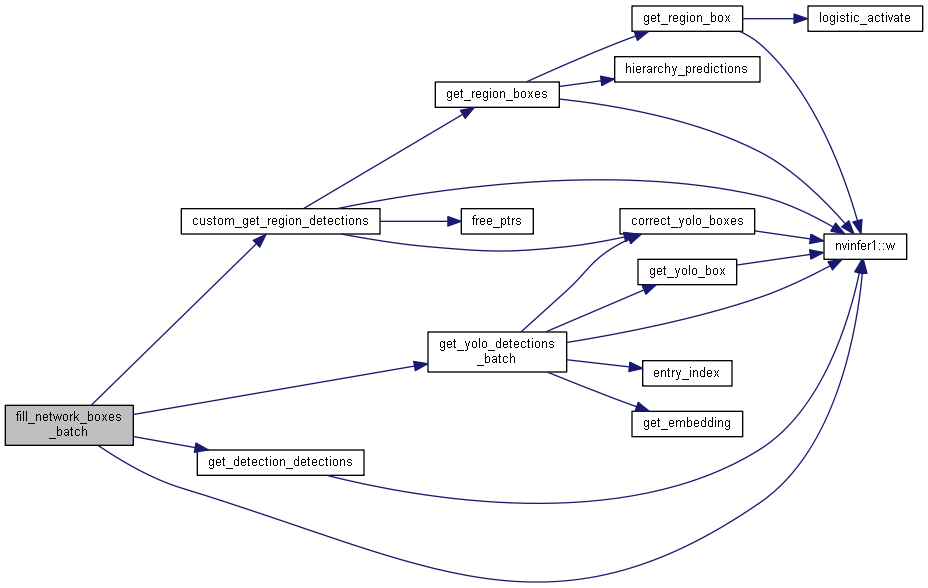 get_region_box
logistic_activate
hierarchy_predictions
get_region_boxes
custom_get_region_detections
free_ptrs
correct_yolo_boxes
nvinfer1::w
get_yolo_box
get_yolo_detections
_batch
entry_index
fill_network_boxes
_batch
get_embedding
get_detection_detections